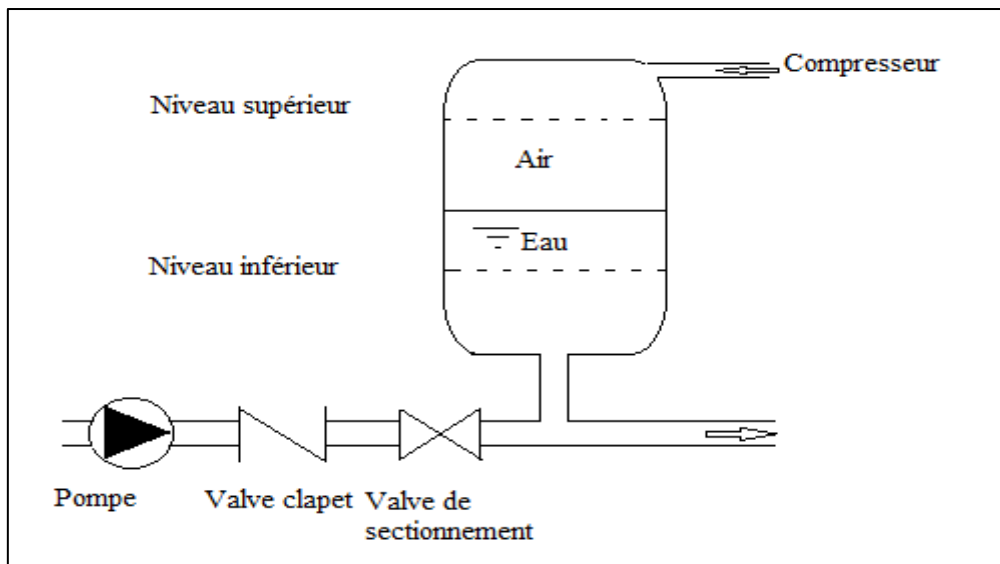 Compresseur
Niveau supérieur
Air
Eau
Niveau inférieur
Pompe
Valve clapet
Valve de
sectionnement